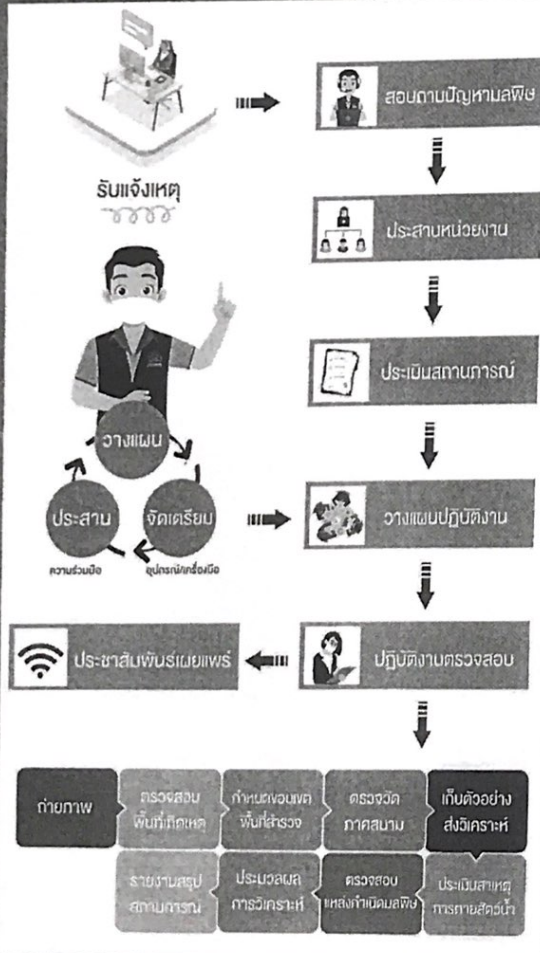 รับแจ้งเหตุ
สอบถามปัญหามลพิษ
ประสานหน่วยงาน
ประเมินสถานการณ์
วางแผน
จัดเตรียม
อุปกรณ์/เครื่องมือ
ประสาน
ความร่วมมือ
วางแผนปฏิบัติงาน
ปฏิบัติงานตรวจสอบ
ประชาสัมพันธ์เผยแพร่
ถ่ายภาพ
ตรวจสอบ
พื้นที่เกิดเหตุ
กำหนดขอบเขต
พื้นที่สำรวจ
ตรวจวัด
ภาคสนาม
เก็บตัวอย่าง
ส่งวิเคราะห์
ประเมินสาเหตุ
การตายสัตว์น้ำ
ตรวจสอบ
แหล่งกำเนิดมลพิษ
ประมวลผล
การวิเคราะห์
รายงานสรุป
สถานการณ์